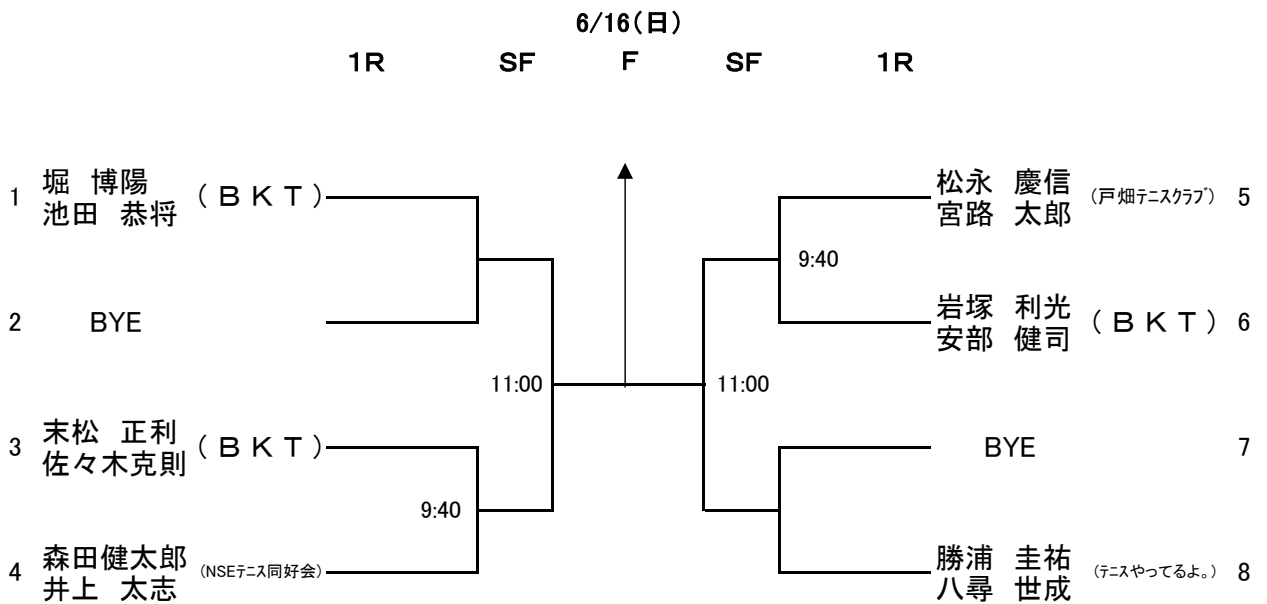 6/16(日)
1R SF F SF 1R
1 堀 博陽 (BKT)
池田 恭将
2 BYE
3 末松 正利 (BKT)
佐々木克則
4 森田健太郎 (NSEテニス同好会)
井上 太志
9:40
11:00
11:00
9:40
松永 慶信 (戸畑テニスクラブ) 5
宮路 太郎
岩塚 利光 (BKT) 6
安部 健司
BYE 7
勝浦 圭祐 (テニスやってるよ。) 8
八尋 世成